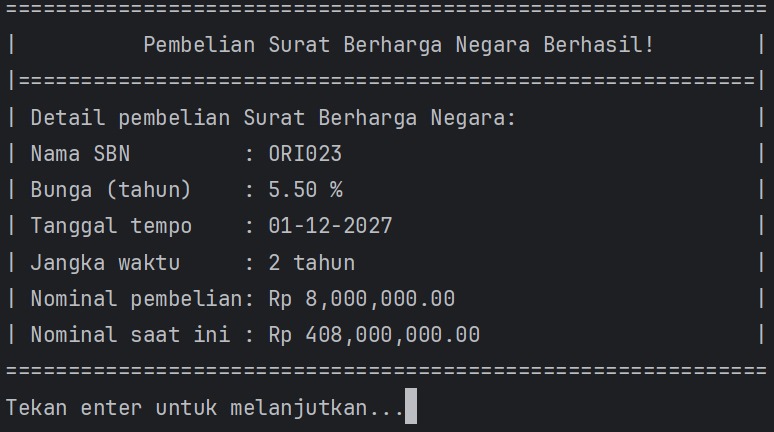 =============================================================
|          Pembelian Surat Berharga Negara Berhasil!        |
|===========================================================|
| Detail pembelian Surat Berharga Negara:                   |
| Nama SBN         : ORI023                                 |
| Bunga (tahun)    : 5.50 %                                 |
| Tanggal tempo    : 01-12-2027                             |
| Jangka waktu     : 2 tahun                                |
| Nominal pembelian: Rp 8,000,000.00                        |
| Nominal saat ini : Rp 408,000,000.00                      |
=============================================================
Tekan enter untuk melanjutkan...